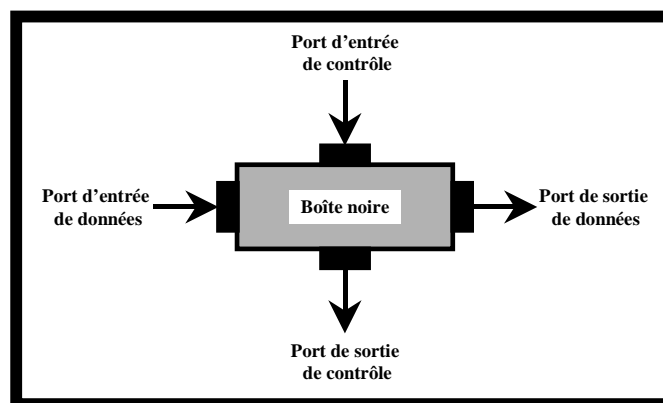 Port d'entrée
de contrôle
Port d'entrée
de données
Boîte noire
Port de sortie
de données
Port de sortie
de contrôle